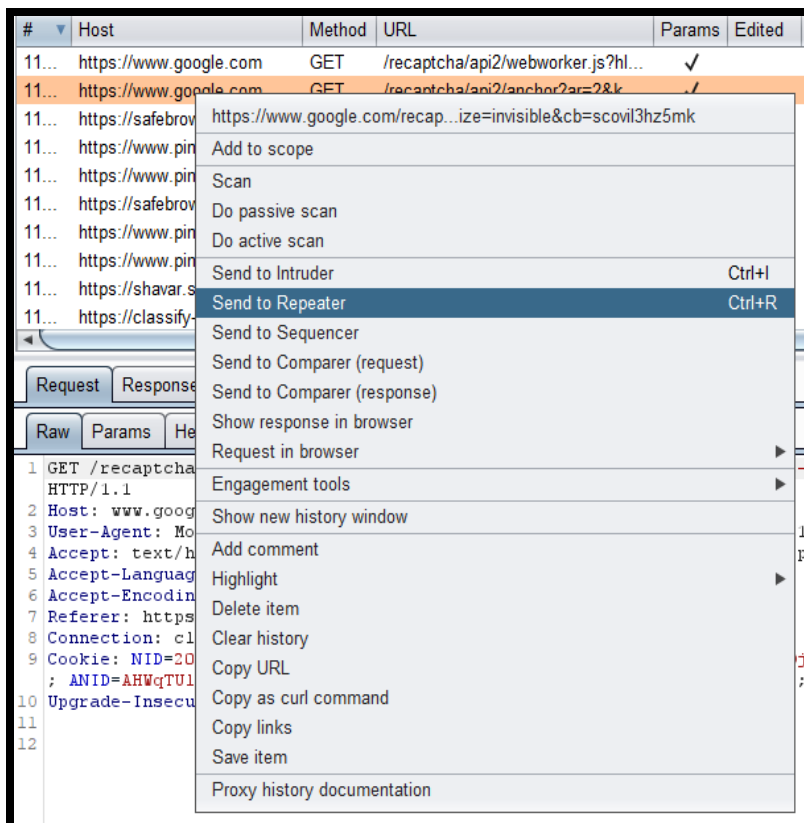 # Host Method URL Params Edited
11... https://www.google.com GET /recaptcha/api2/webworker.js?hl... ✓
11... https://www.google.com GET /recaptcha/api2/anchor?ar=2&k... ✓
11... https://safebrow
11... https://www.pin
11... https://www.pin
11... https://safebrow
11... https://www.pin
11... https://www.pin
11... https://shavar.s
11... https://classify-
https://www.google.com/recap...ize=invisible&cb=scovil3hz5mk
Add to scope
Scan
Do passive scan
Do active scan
Send to Intruder Ctrl+I
Send to Repeater Ctrl+R
Send to Sequencer
Send to Comparer (request)
Send to Comparer (response)
Show response in browser
Request in browser
Engagement tools
Show new history window
Add comment
Highlight
Delete item
Clear history
Copy URL
Copy as curl command
Copy links
Save item
Proxy history documentation
Request Response
Raw Params He
1 GET /recaptcha
HTTP/1.1
2 Host: www.goog
3 User-Agent: Mo
4 Accept: text/h
5 Accept-Languag
6 Accept-Encodin
7 Referer: https
8 Connection: cl
9 Cookie: NID=20
; ANID=AHWqTUl
10 Upgrade-Insecu
11
12